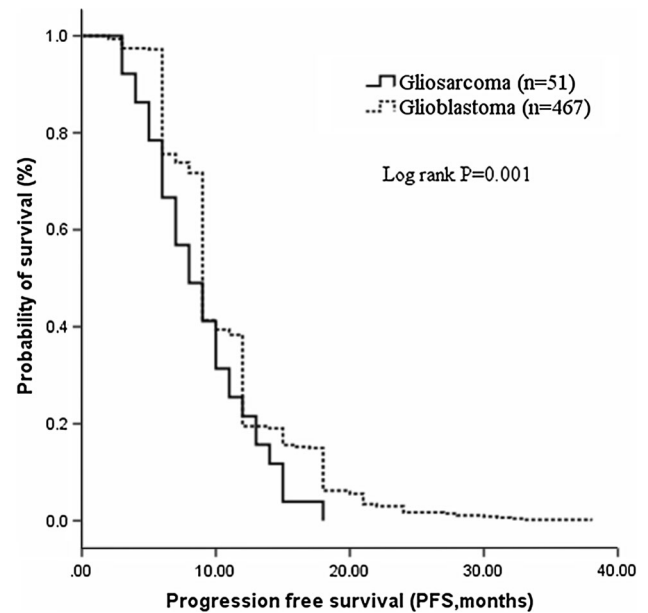 Probability of survival (%)
1.0
0.8
0.6
0.4
0.2
0.0
Gliosarcoma (n=51)
Glioblastoma (n=467)
Log rank P=0.001
.00 10.00 20.00 30.00 40.00
Progression free survival (PFS,months)